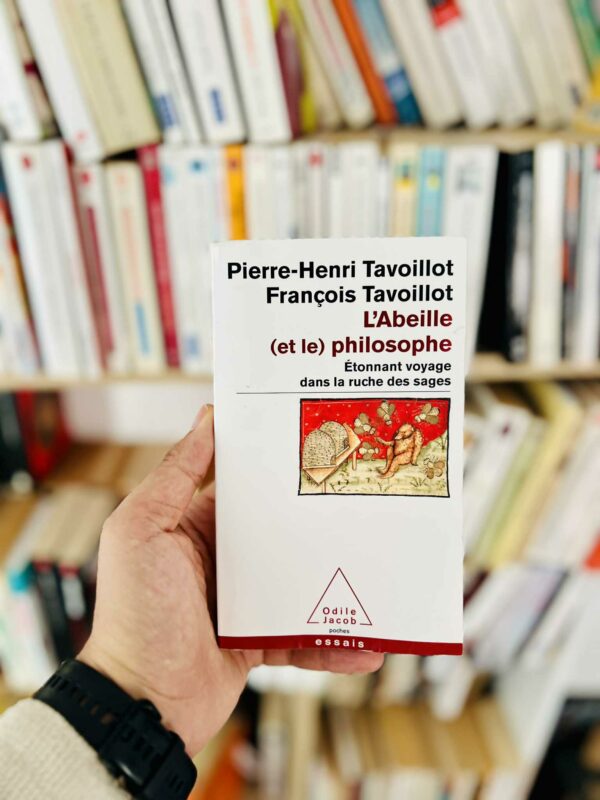 Pierre-Henri Tavoillot
François Tavoillot
L'Abeille
(et le) philosophe
Étonnant voyage
dans la ruche des sages
Odile
Jacob
poches
essais